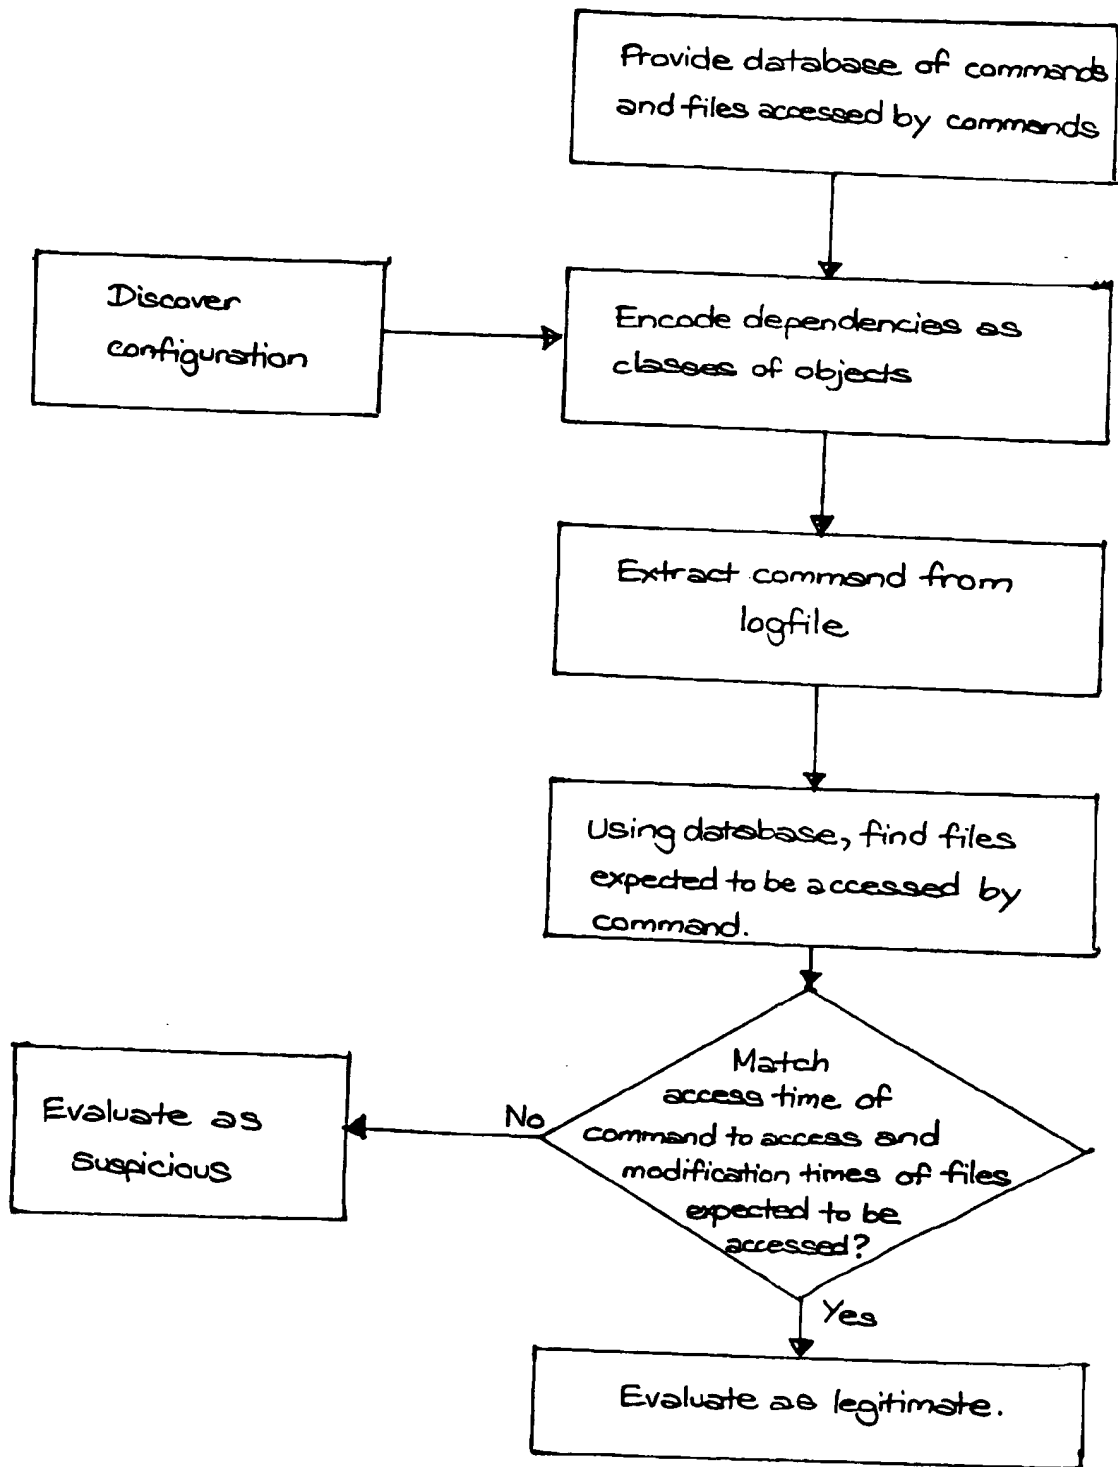 Provide database of commands
and files accessed by commands
Discover
configuration
Encode dependencies as
classes of objects
Extract command from
logfile
Using database, find files
expected to be accessed by
command.
Match
access time of
command to access and
modification times of files
expected to be
accessed?
No
Evaluate as
suspicious
Yes
Evaluate as legitimate.